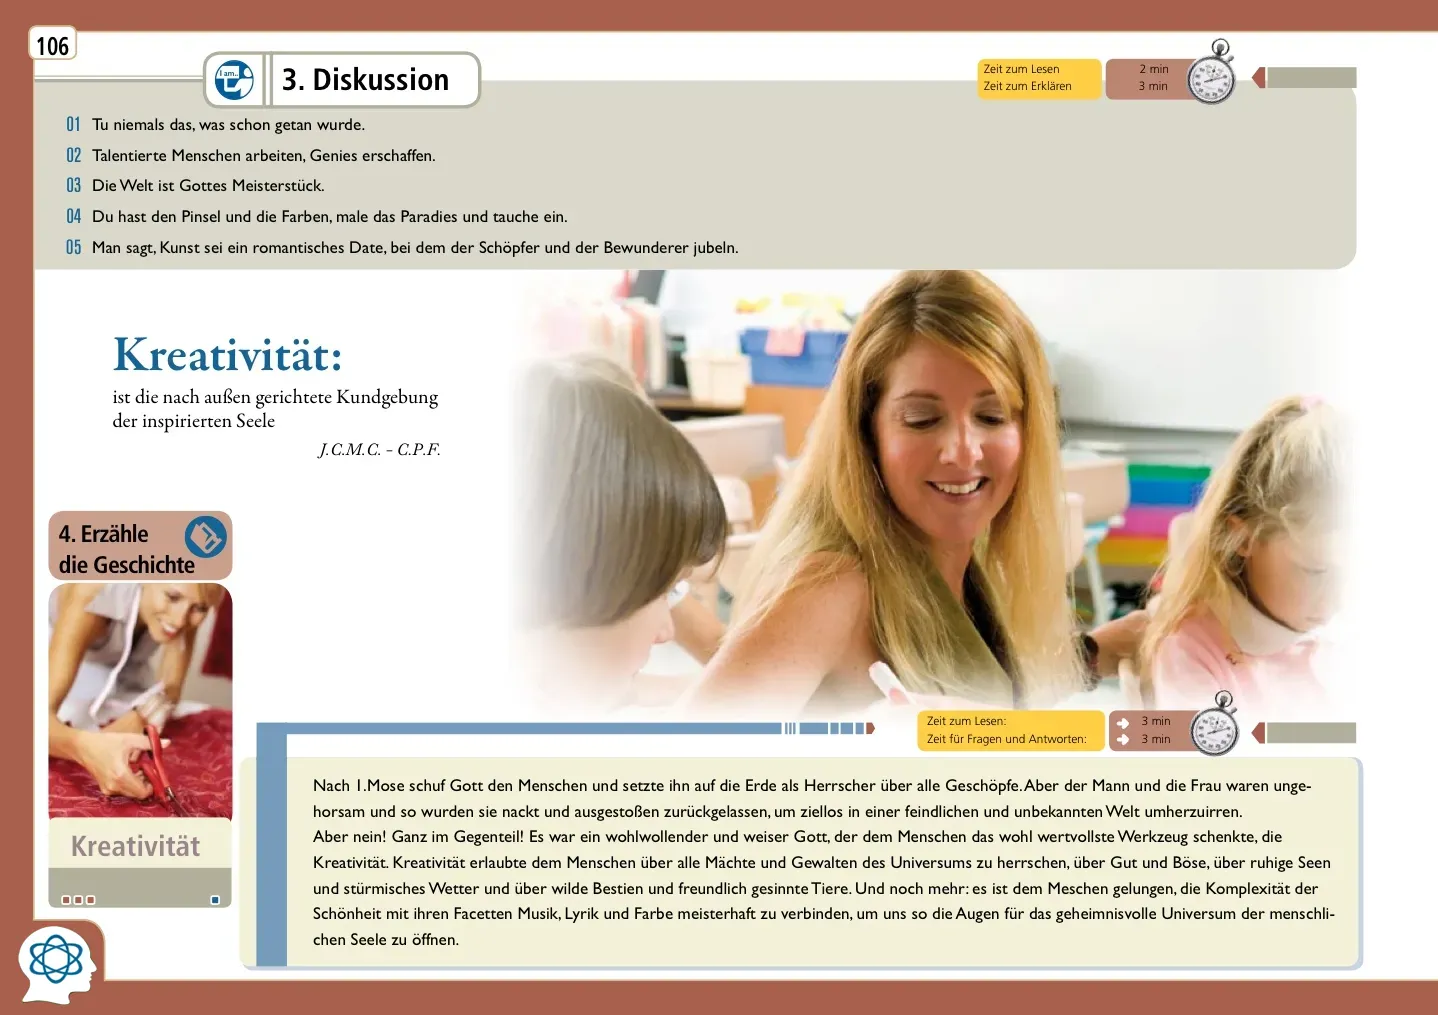 106
I am...
3. Diskussion
Zeit zum Lesen 2 min
Zeit zum Erklären 3 min
01 Tu niemals das, was schon getan wurde.
02 Talentierte Menschen arbeiten, Genies erschaffen.
03 Die Welt ist Gottes Meisterstück.
04 Du hast den Pinsel und die Farben, male das Paradies und tauche ein.
05 Man sagt, Kunst sei ein romantisches Date, bei dem der Schöpfer und der Bewunderer jubeln.
Kreativität:
ist die nach außen gerichtete Kundgebung
der inspirierten Seele
J.C.M.C. - C.P.F.
4. Erzähle
die Geschichte
Kreativität
Zeit zum Lesen: 3 min
Zeit für Fragen und Antworten: 3 min
Nach 1.Mose schuf Gott den Menschen und setzte ihn auf die Erde als Herrscher über alle Geschöpfe. Aber der Mann und die Frau waren unge-
horsam und so wurden sie nackt und ausgestoßen zurückgelassen, um ziellos in einer feindlichen und unbekannten Welt umherzuirren.
Aber nein! Ganz im Gegenteil! Es war ein wohlwollender und weiser Gott, der dem Menschen das wohl wertvollste Werkzeug schenkte, die
Kreativität. Kreativität erlaubte dem Menschen über alle Mächte und Gewalten des Universums zu herrschen, über Gut und Böse, über ruhige Seen
und stürmisches Wetter und über wilde Bestien und freundlich gesinnte Tiere. Und noch mehr: es ist dem Meschen gelungen, die Komplexität der
Schönheit mit ihren Facetten Musik, Lyrik und Farbe meisterhaft zu verbinden, um uns so die Augen für das geheimnisvolle Universum der menschli-
chen Seele zu öffnen.